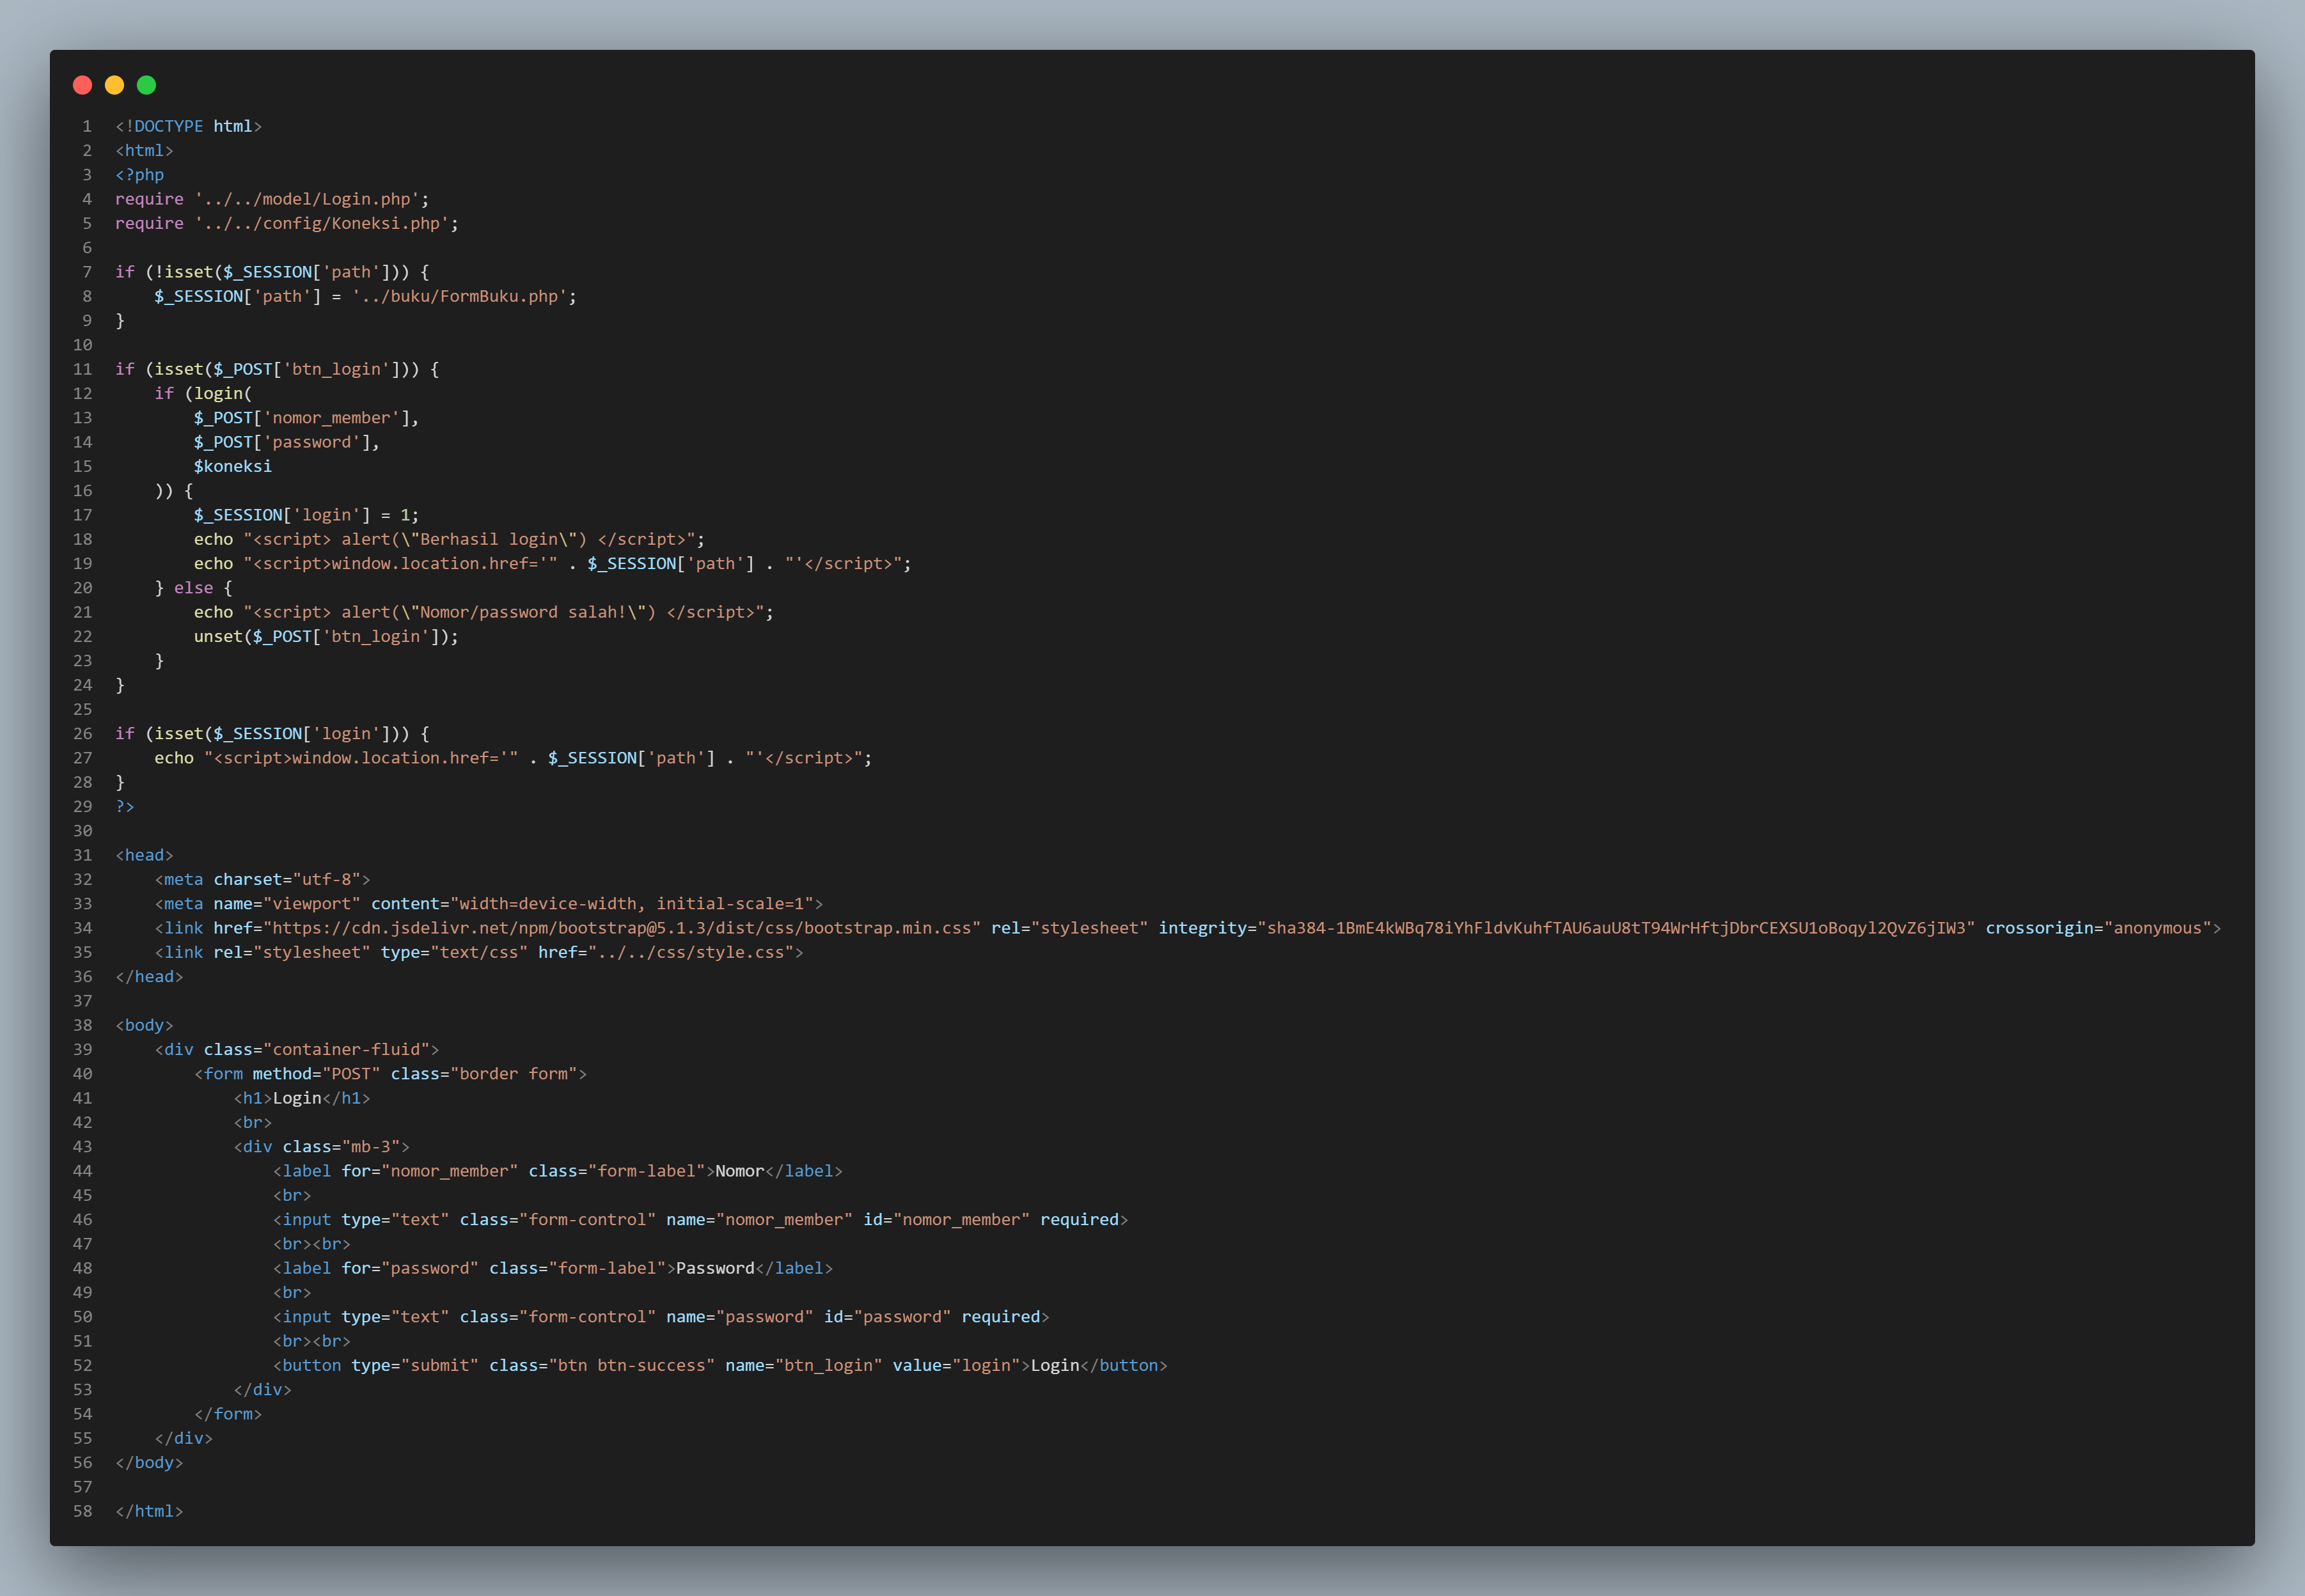 1 <!DOCTYPE html>
2 <html>
3 <?php
4 require '../../model/Login.php';
5 require '../../config/Koneksi.php';
6
7 if (!isset($_SESSION['path'])) {
8     $_SESSION['path'] = '../buku/FormBuku.php';
9 }
10
11 if (isset($_POST['btn_login'])) {
12     if (login(
13         $_POST['nomor_member'],
14         $_POST['password'],
15         $koneksi
16     )) {
17         $_SESSION['login'] = 1;
18         echo "<script> alert(\"Berhasil login\") </script>";
19         echo "<script>window.location.href='" . $_SESSION['path'] . "'</script>";
20     } else {
21         echo "<script> alert(\"Nomor/password salah!\") </script>";
22         unset($_POST['btn_login']);
23     }
24 }
25
26 if (isset($_SESSION['login'])) {
27     echo "<script>window.location.href='" . $_SESSION['path'] . "'</script>";
28 }
29 ?>
30
31 <head>
32     <meta charset="utf-8">
33     <meta name="viewport" content="width=device-width, initial-scale=1">
34     <link href="https://cdn.jsdelivr.net/npm/bootstrap@5.1.3/dist/css/bootstrap.min.css" rel="stylesheet" integrity="sha384-1BmE4kWBq78iYhFldvKuhfTAU6auU8tT94WrHftjDbrCEXSU1oBoqyl2QvZ6jIW3" crossorigin="anonymous">
35     <link rel="stylesheet" type="text/css" href="../../css/style.css">
36 </head>
37
38 <body>
39     <div class="container-fluid">
40         <form method="POST" class="border form">
41             <h1>Login</h1>
42             <br>
43             <div class="mb-3">
44                 <label for="nomor_member" class="form-label">Nomor</label>
45                 <br>
46                 <input type="text" class="form-control" name="nomor_member" id="nomor_member" required>
47                 <br><br>
48                 <label for="password" class="form-label">Password</label>
49                 <br>
50                 <input type="text" class="form-control" name="password" id="password" required>
51                 <br><br>
52                 <button type="submit" class="btn btn-success" name="btn_login" value="login">Login</button>
53             </div>
54         </form>
55     </div>
56 </body>
57
58 </html>